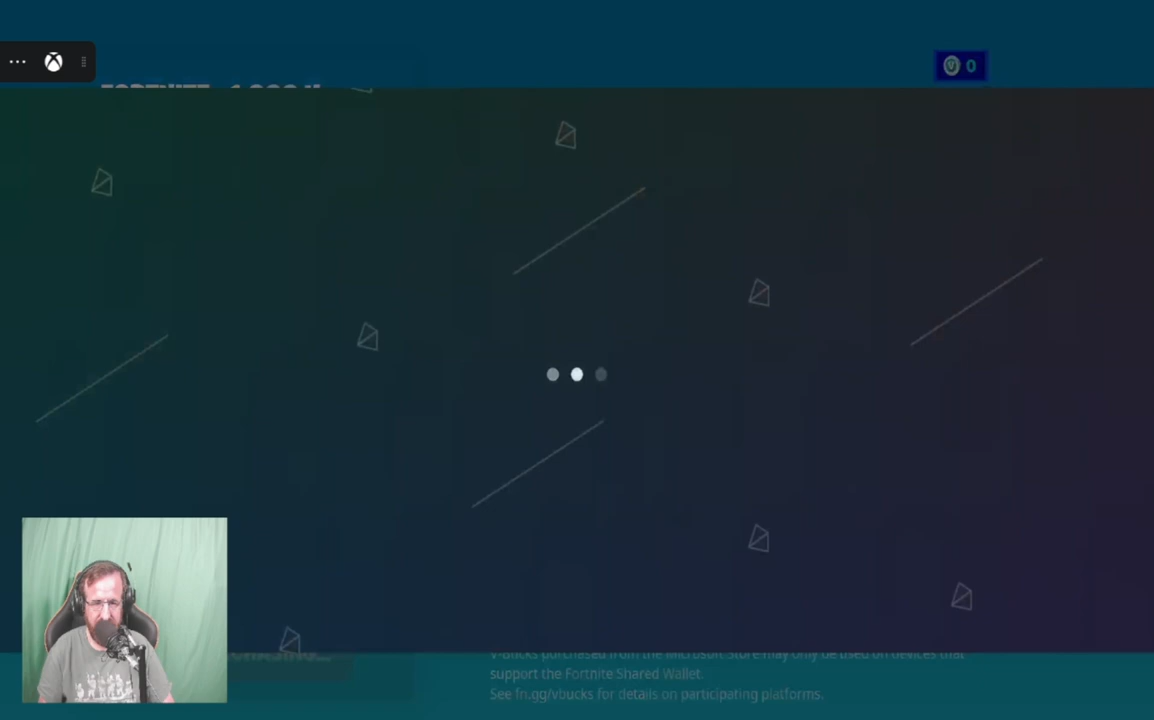 0
V-Bucks purchased from the Microsoft Store may only be used on devices that
support the Fortnite Shared Wallet.
See fn.gg/vbucks for details on participating platforms.